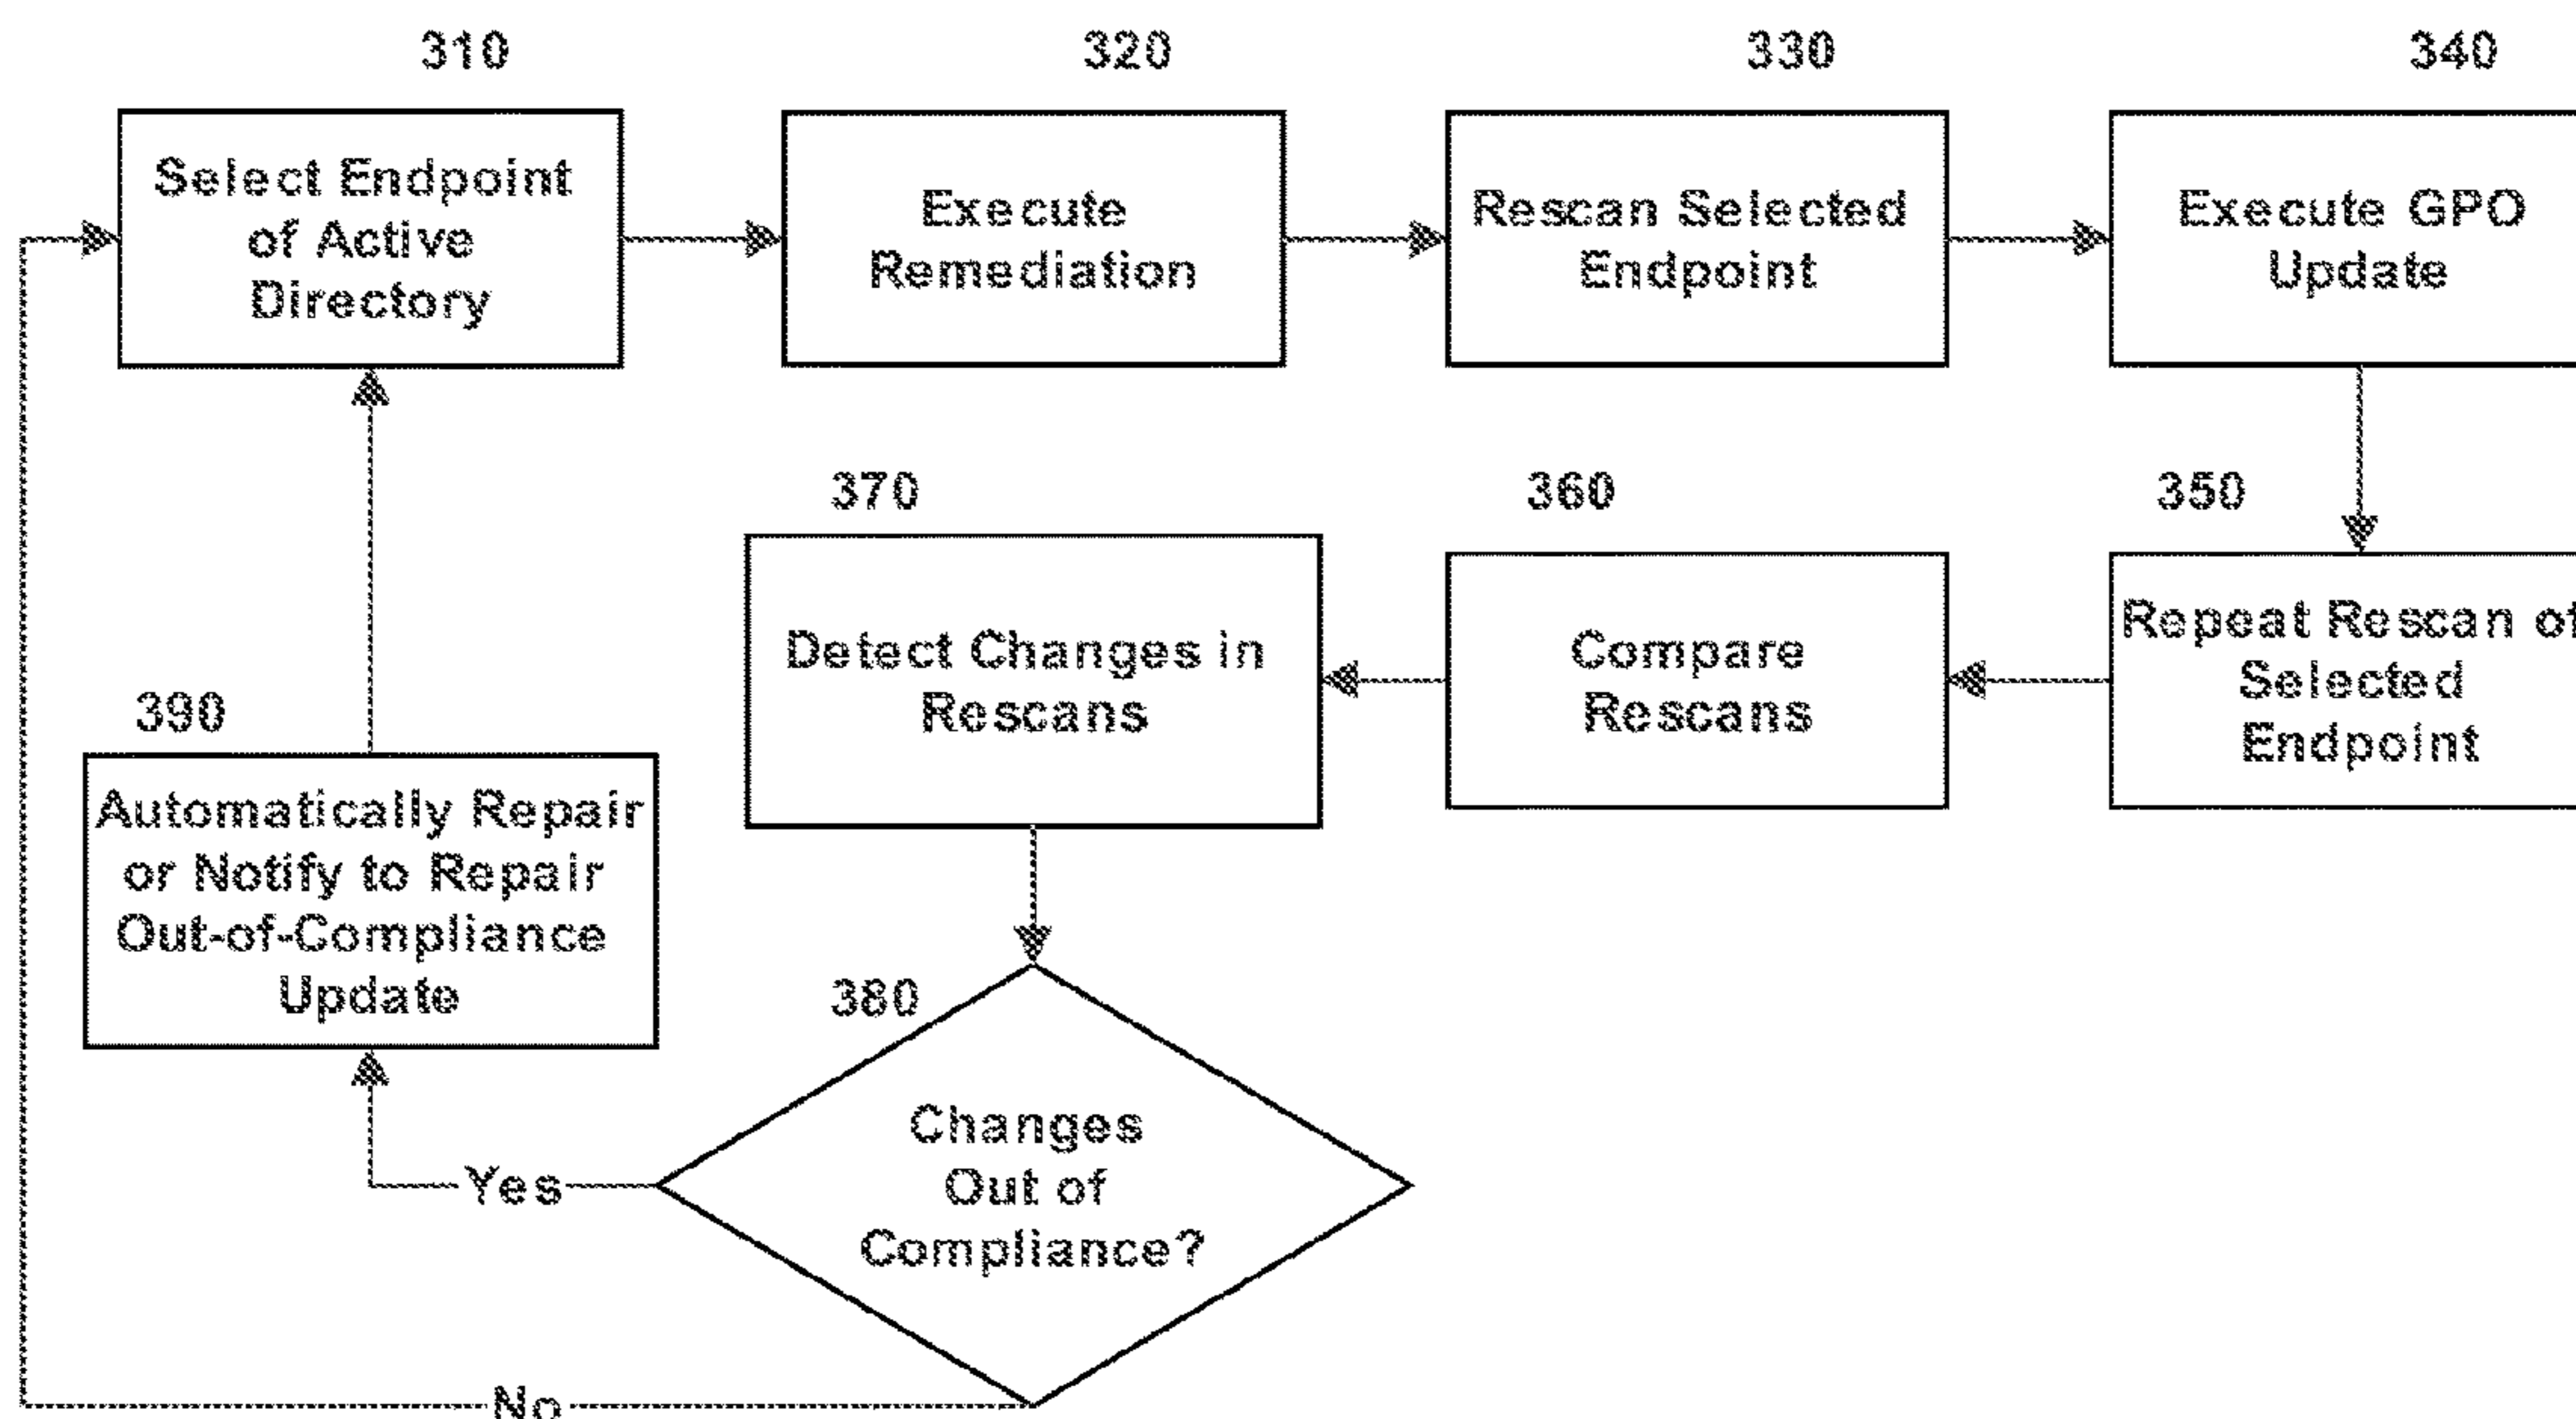 310
Select Endpoint
of Active
Directory
320
Execute
Remediation
330
Rescan Selected
Endpoint
340
Execute GPO
Update
350
Repeat Rescan of
Selected
Endpoint
360
Compare
Rescans
370
Detect Changes in
Rescans
380
Changes
Out of
Compliance?
Yes
No
390
Automatically Repair
or Notify to Repair
Out-of-Compliance
Update